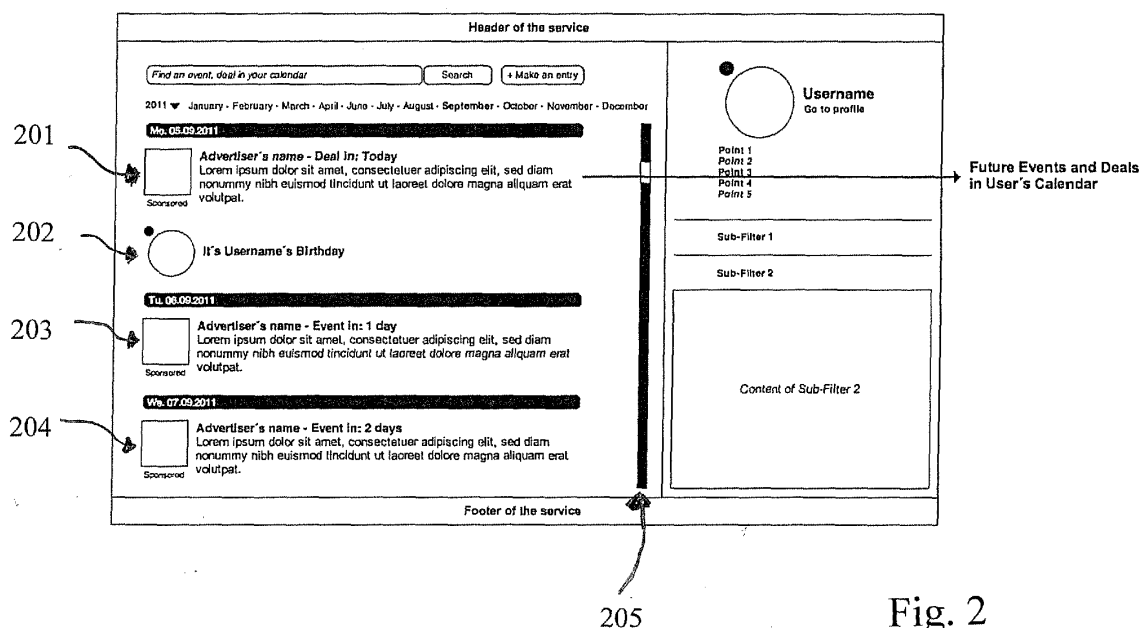 Header of the service
Find an event, deal in your calendar
Search
+ Make an entry
2011 ▼ January - February - March - April - June - July - August - September - October - November - December
Mo. 05.09.2011
201
Advertiser's name - Deal in: Today
Lorem ipsum dolor sit amet, consectetuer adipiscing elit, sed diam
nonummy nibh euismod tincidunt ut laoreet dolore magna aliquam erat
volutpat.
Sponsored
202
It´s Username´s Birthday
Tu. 06.09.2011
203
Advertiser´s name - Event in: 1 day
Lorem ipsum dolor sit amet, consectetuer adipiscing elit, sed diam
nonummy nibh euismod tincidunt ut laoreet dolore magna aliquam erat
volutpat.
Sponsored
We. 07.09.2011
204
Advertiser´s name - Event in: 2 days
Lorem ipsum dolor sit amet, consectetuer adipiscing elit, sed diam
nonummy nibh euismod tincidunt ut laoreet dolore magna aliquam erat
volutpat.
Sponsored
Username
Go to profile
Point 1
Point 2
Point 3
Point 4
Point 5
Future Events and Deals
in User´s Calendar
Sub-Filter 1
Sub-Filter 2
Content of Sub-Filter 2
Footer of the service
205
Fig. 2